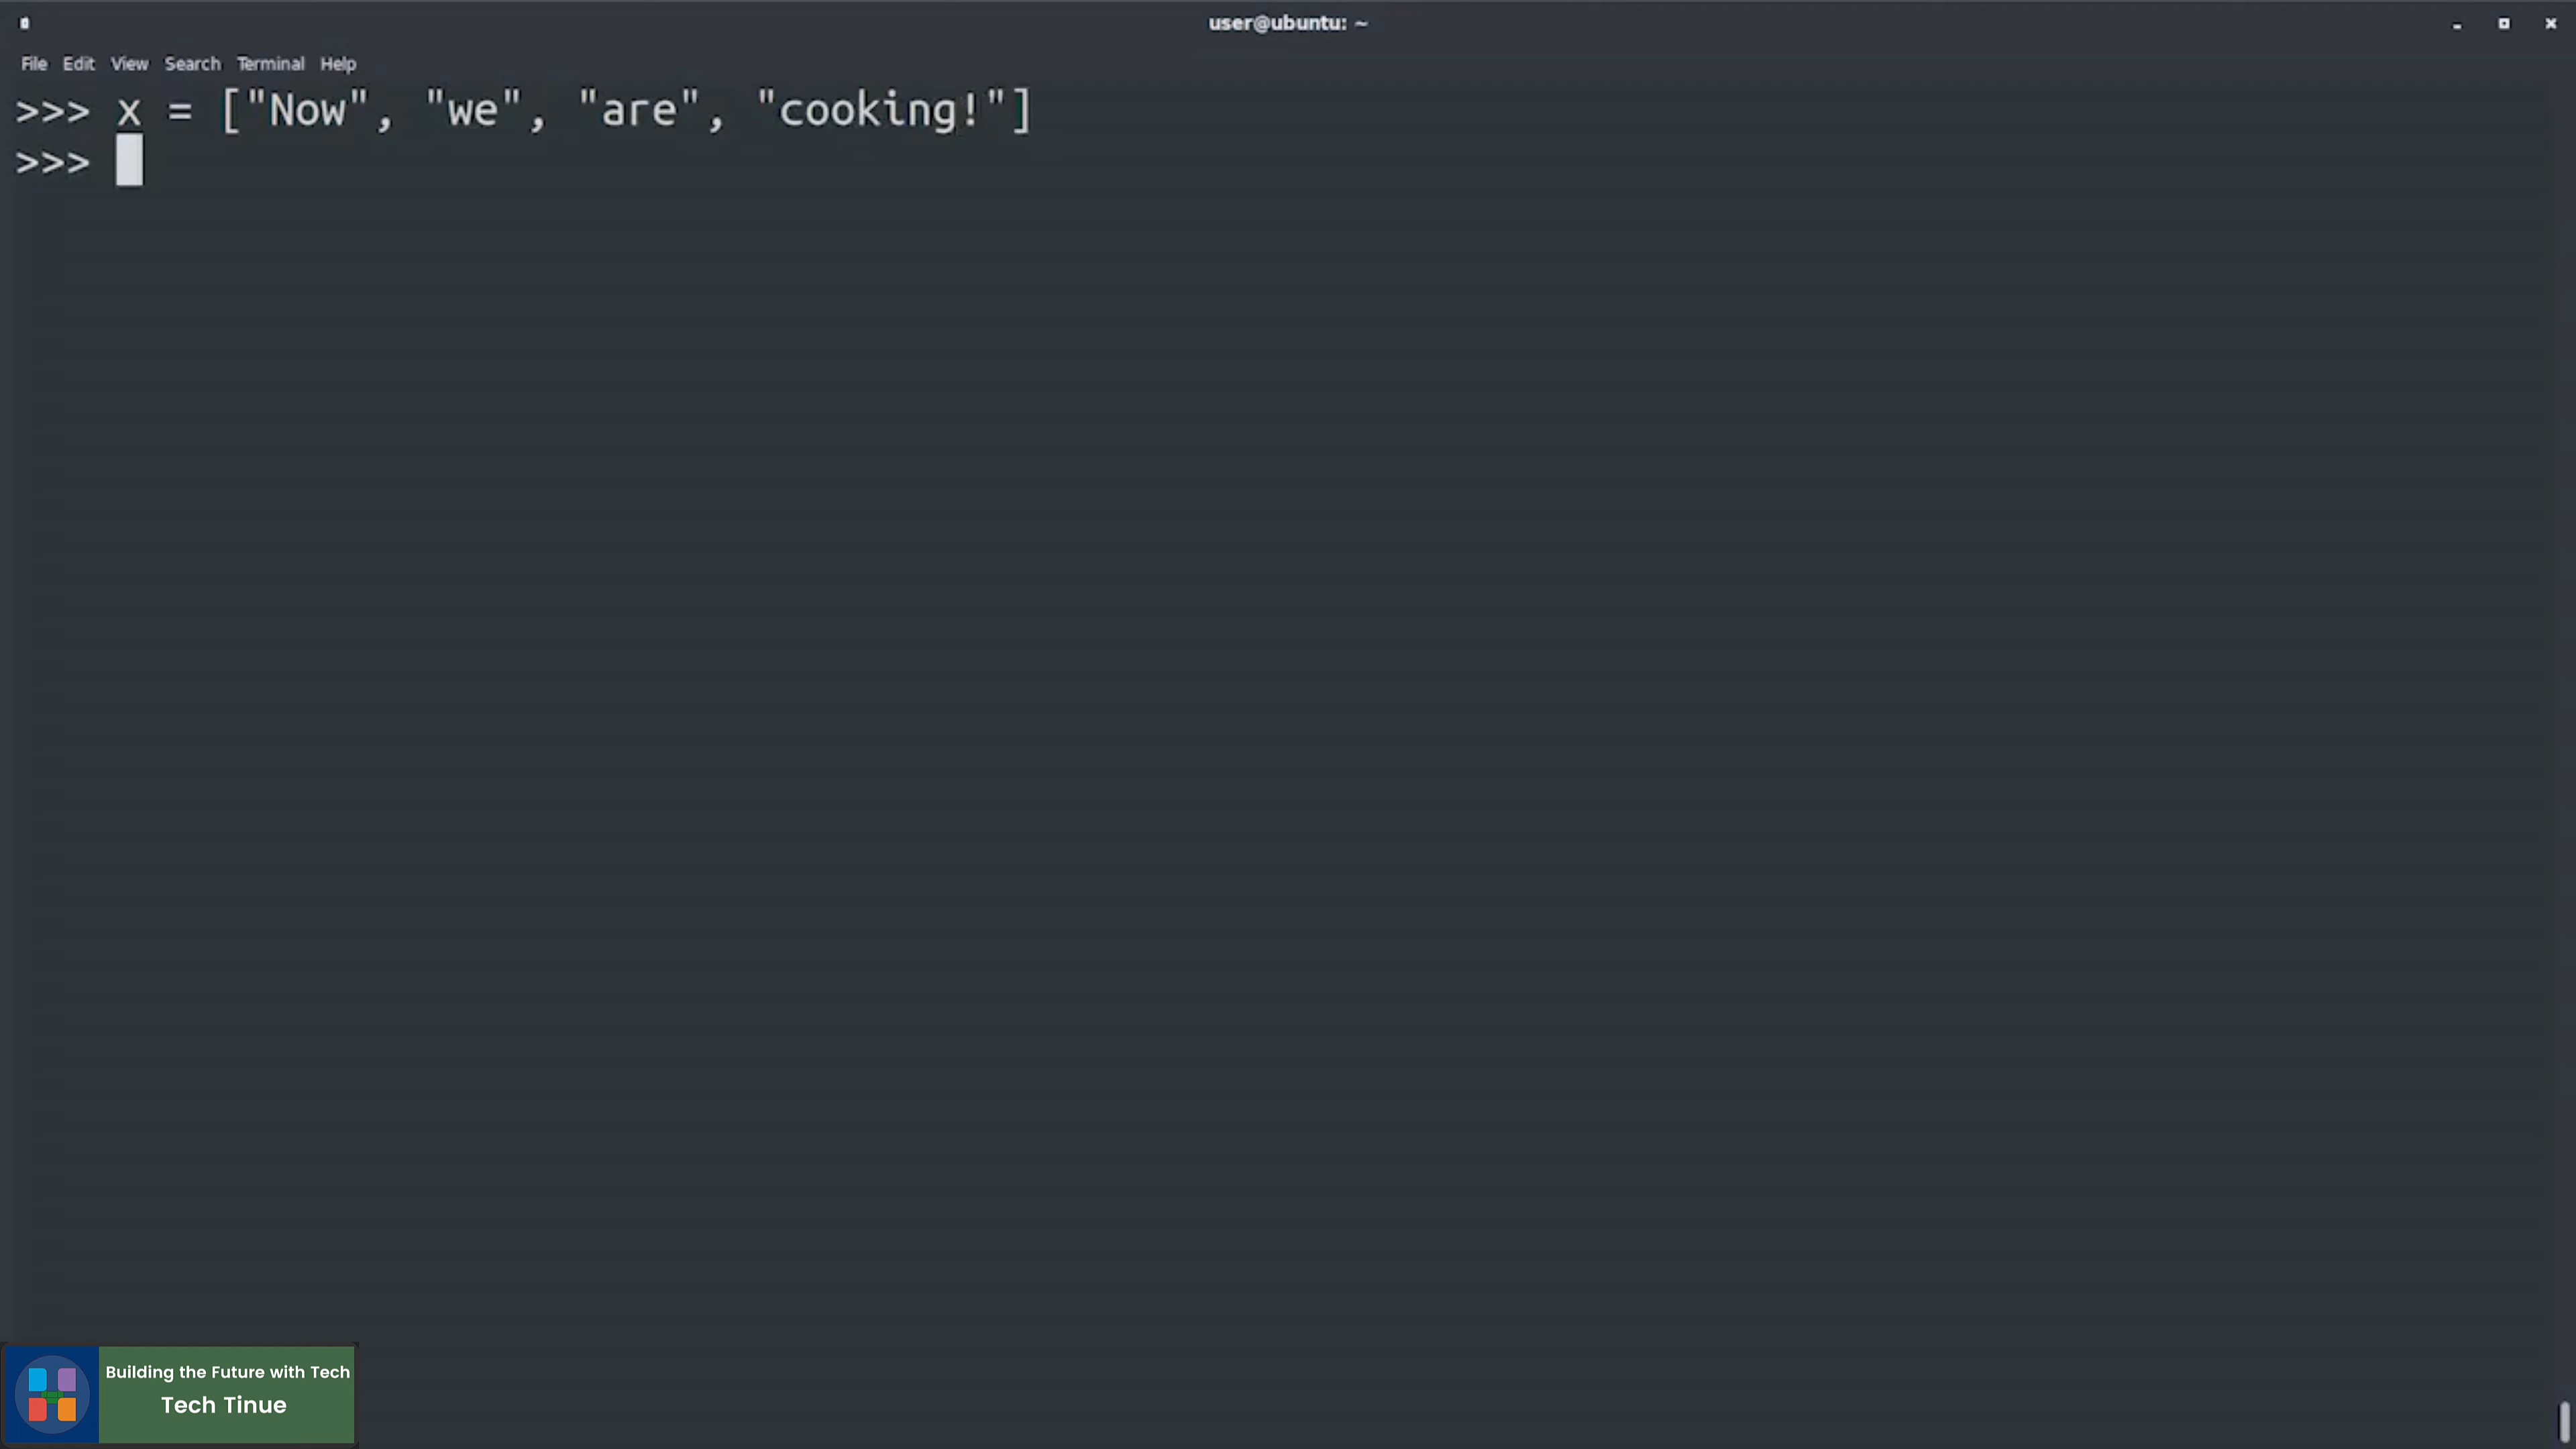 user@ubuntu: ~
File Edit View Search Terminal Help
>>> x = ["Now", "we", "are", "cooking!"]
>>>
Building the Future with Tech
Tech Tinue